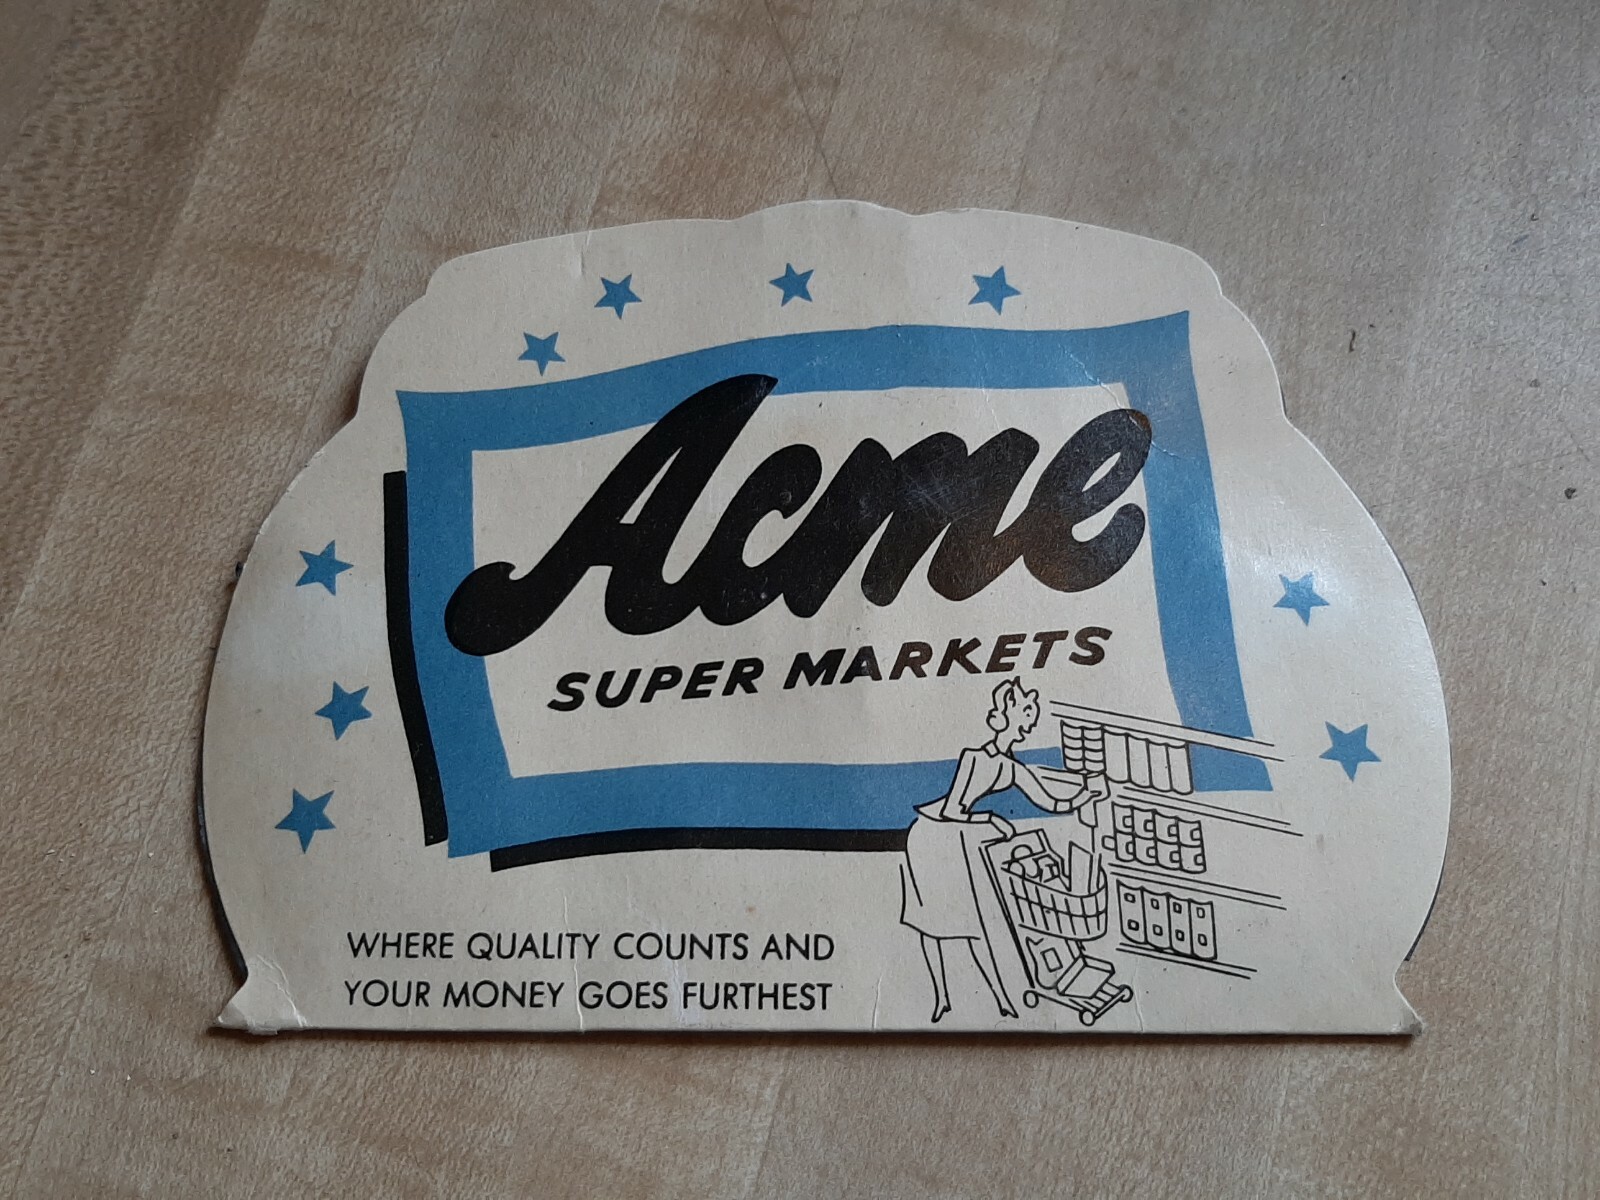 Acme
SUPER MARKETS
WHERE QUALITY COUNTS AND
YOUR MONEY GOES FURTHEST